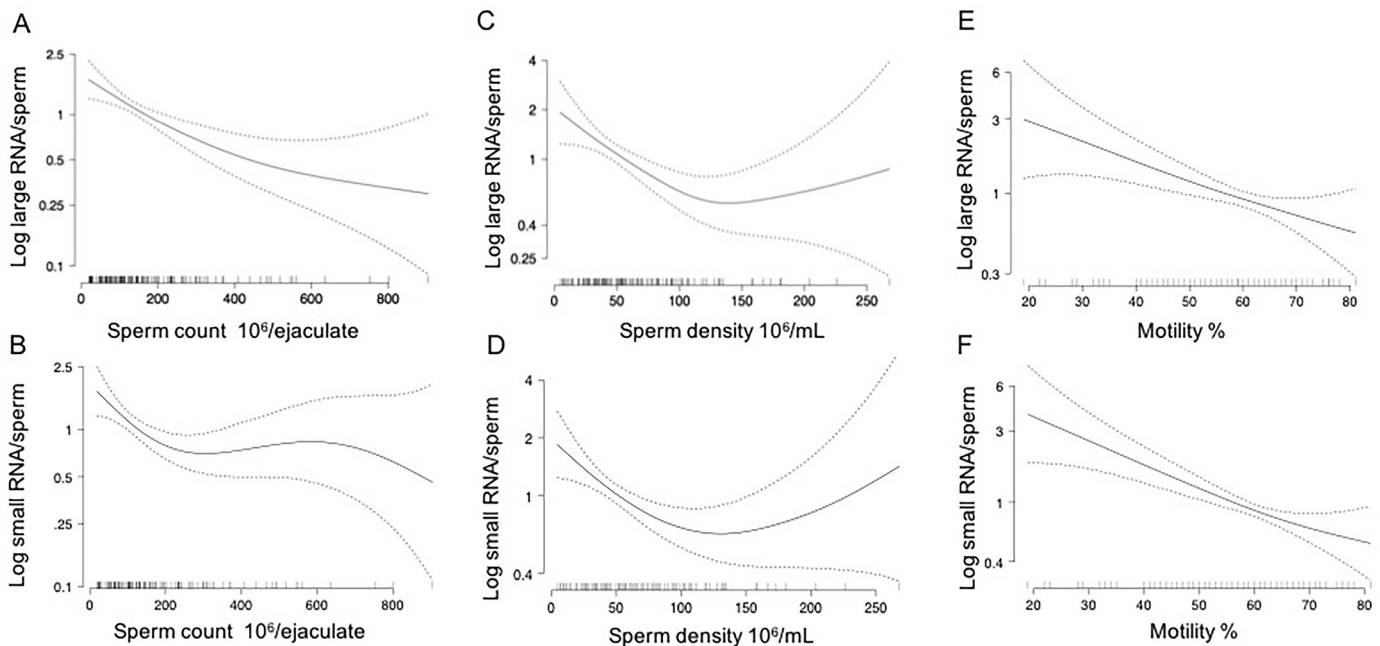 A
Log large RNA/sperm
2.5
1
0.5
0.25
0.1
0 200 400 600 800
Sperm count 10⁶/ejaculate
C
Log large RNA/sperm
4
2
1
0.4
0.25
0 50 100 150 200 250
Sperm density 10⁶/mL
E
Log large RNA/sperm
6
3
1
0.3
20 30 40 50 60 70 80
Motility %
B
Log small RNA/sperm
2.5
1
0.5
.25
0.1
0 200 400 600 800
Sperm count 10⁶/ejaculate
D
Log small RNA/sperm
4
2
1
0.4
0 50 100 150 200 250
Sperm density 10⁶/mL
F
Log small RNA/sperm
6
3
1
0.4
20 30 40 50 60 70 80
Motility %